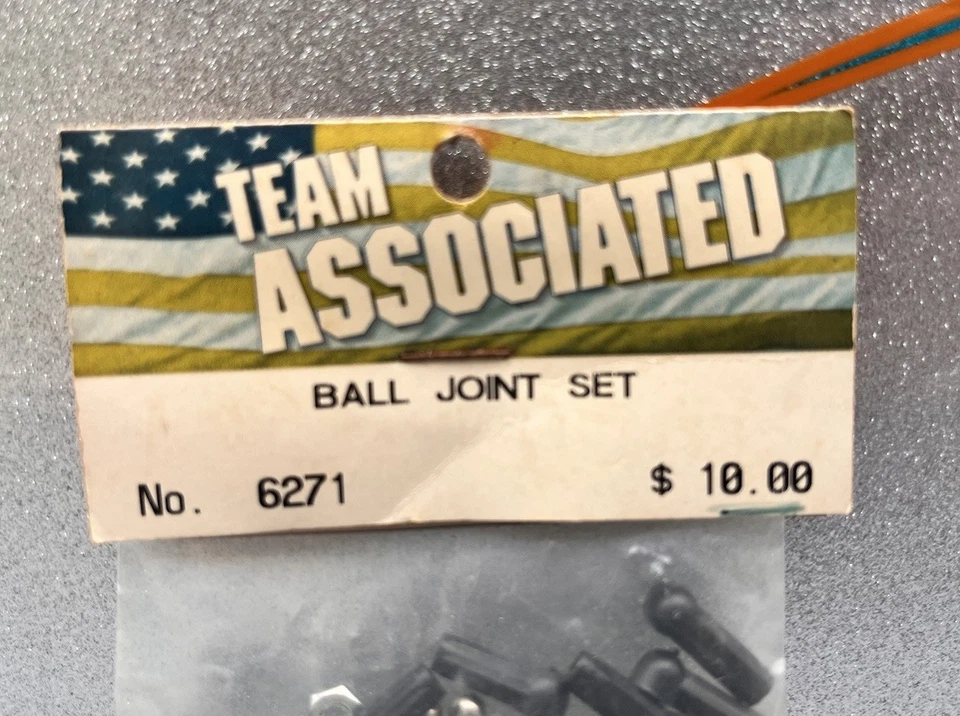 TEAM
ASSOCIATED
BALL JOINT SET
No. 6271 $ 10.00